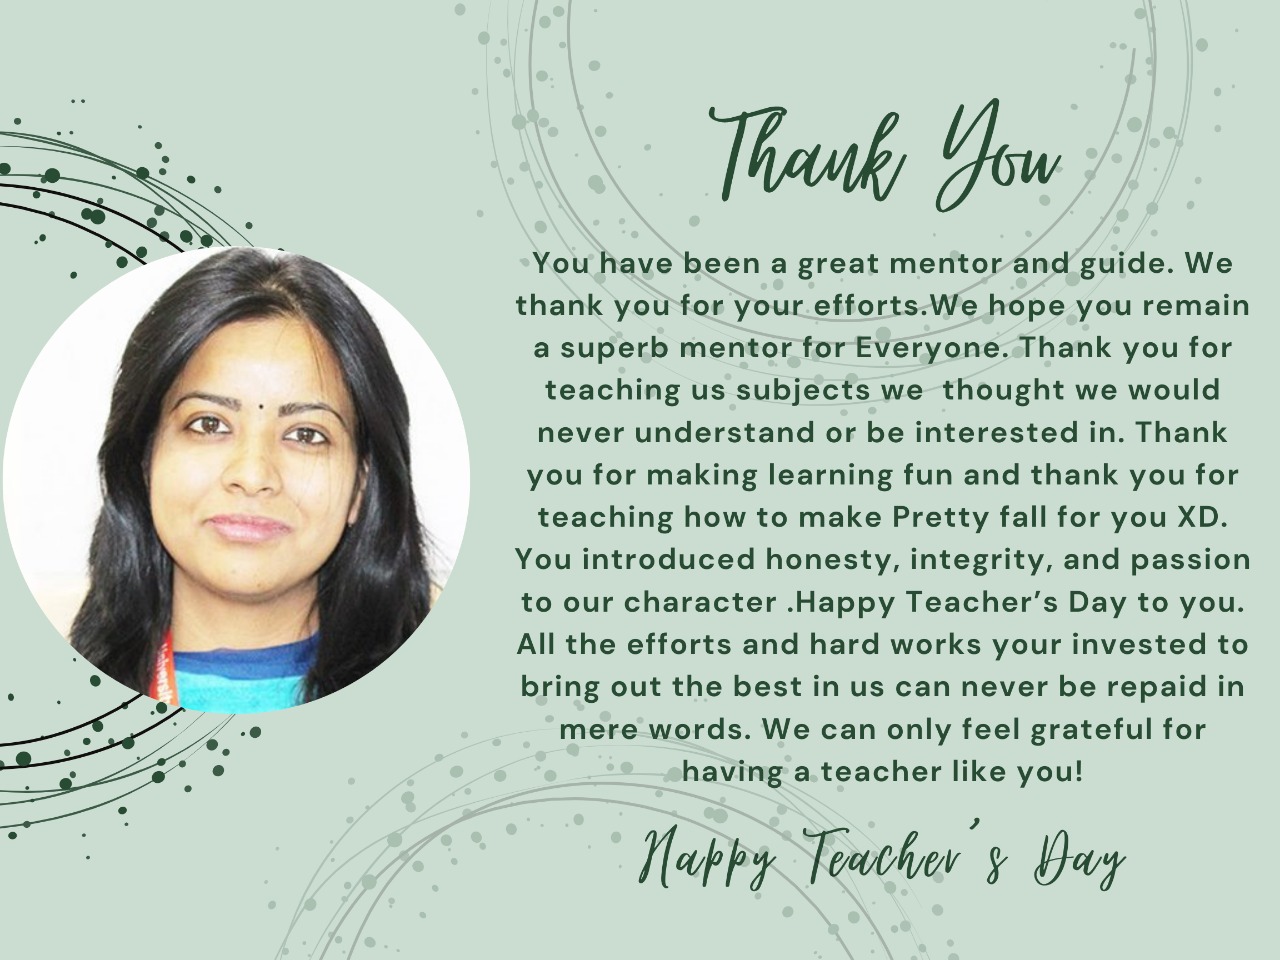 Thank You
You have been a great mentor and guide. We
thank you for your efforts.We hope you remain
a superb mentor for Everyone. Thank you for
teaching us subjects we  thought we would
never understand or be interested in. Thank
you for making learning fun and thank you for
teaching how to make Pretty fall for you XD.
You introduced honesty, integrity, and passion
to our character .Happy Teacher’s Day to you.
All the efforts and hard works your invested to
bring out the best in us can never be repaid in
mere words. We can only feel grateful for
having a teacher like you!
Happy Teacher’s Day